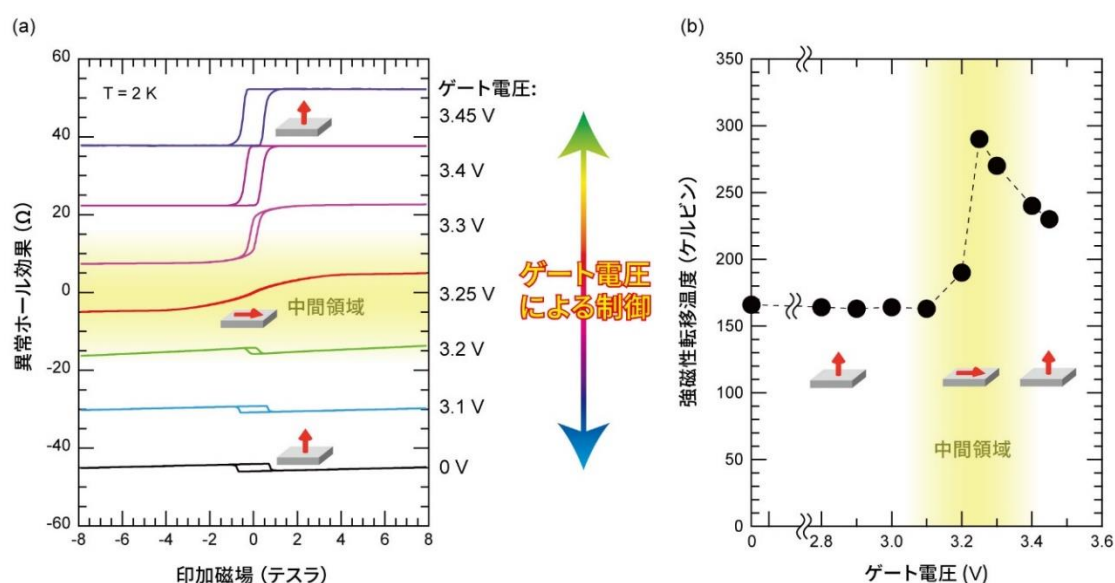 (a)
60
40
20
0
-20
-40
-60
異常ホール効果 (Ω)
T = 2 K
中間領域
-8 -6 -4 -2 0 2 4 6 8
印加磁場 (テスラ)
ゲート電圧:
3.45 V
3.4 V
3.3 V
3.25 V
3.2 V
3.1 V
0 V
ゲート電圧
による制御
(b)
350
300
250
200
150
100
50
0
強磁性転移温度 (ケルビン)
中間領域
0 2.8 3.0 3.2 3.4 3.6
ゲート電圧 (V)